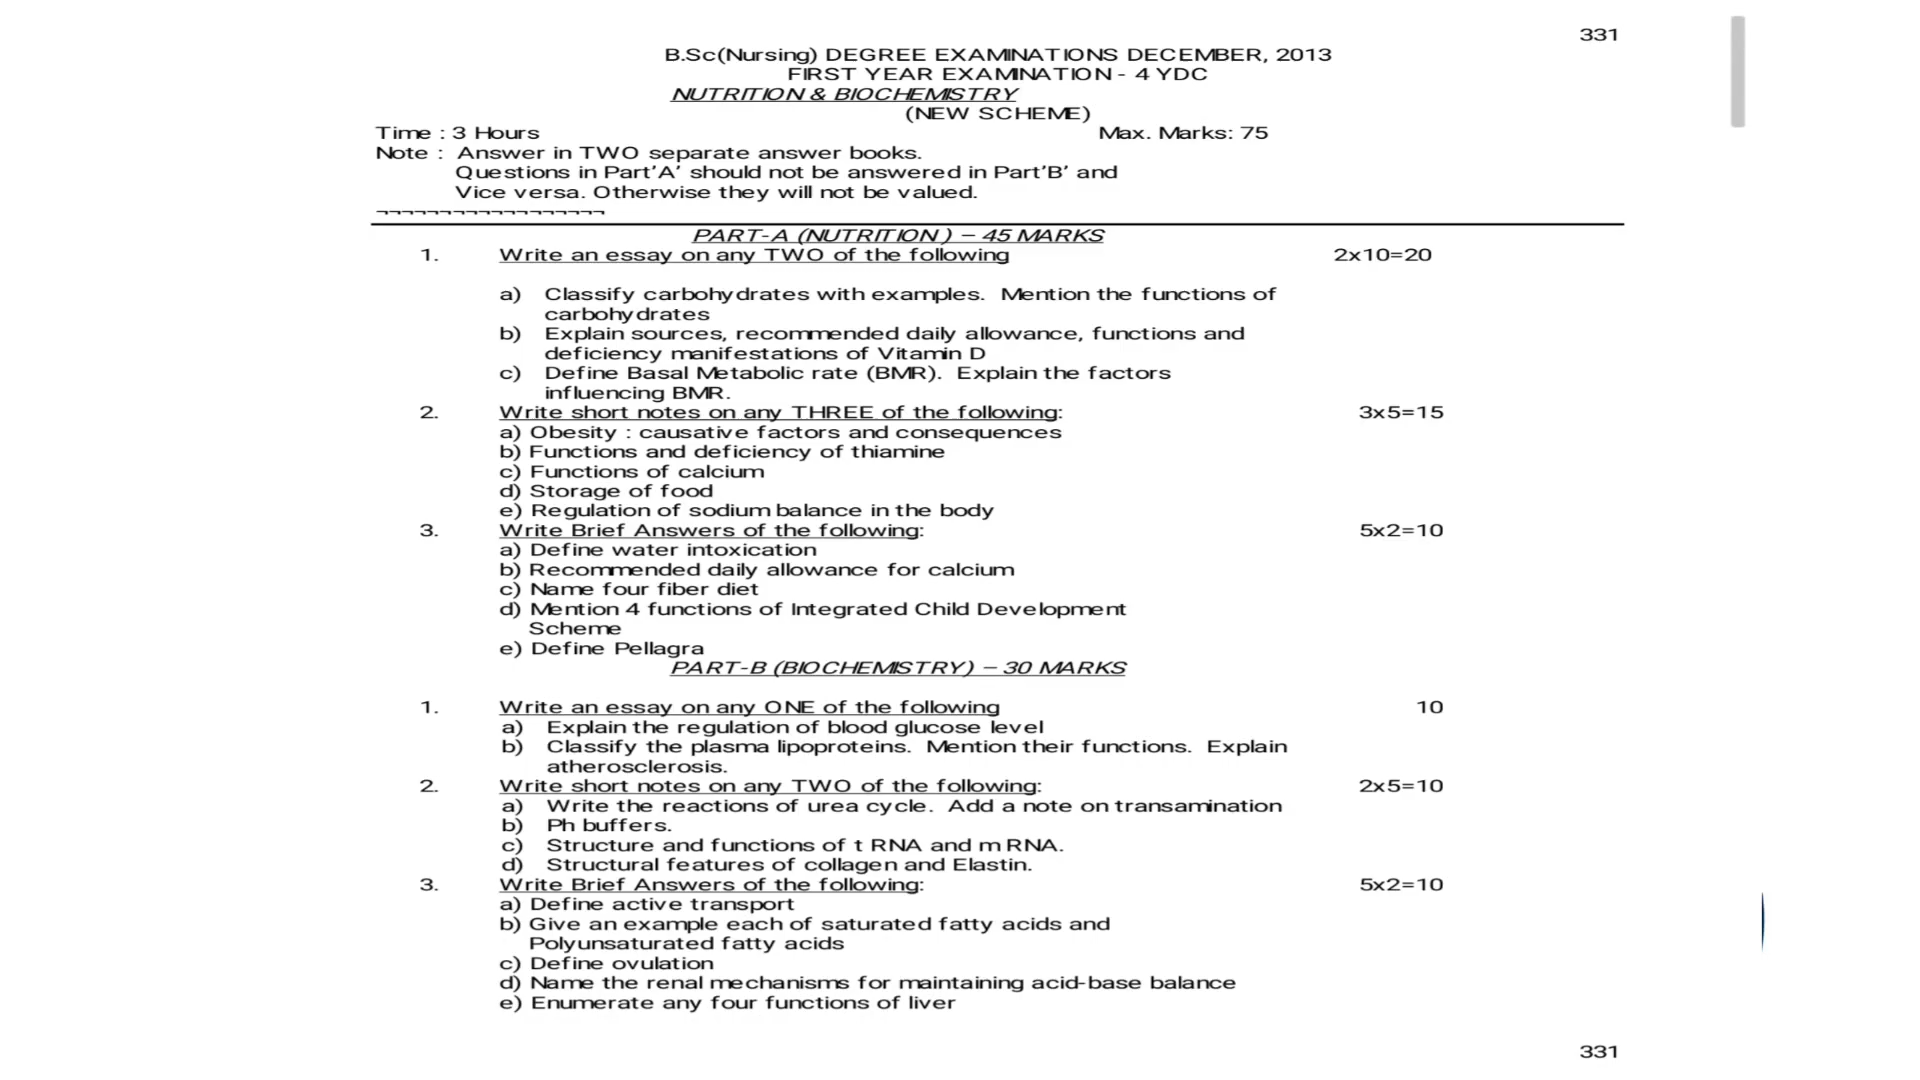 331
B.Sc(Nursing) DEGREE EXAMINATIONS DECEMBER, 2013
FIRST YEAR EXAMINATION - 4 YDC
NUTRITION & BIOCHEMISTRY
(NEW SCHEME)
Time : 3 Hours Max. Marks: 75
Note : Answer in TWO separate answer books.
Questions in Part'A' should not be answered in Part'B' and
Vice versa. Otherwise they will not be valued.
¬¬¬¬¬¬¬¬¬¬¬¬¬¬¬¬¬¬
PART-A (NUTRITION ) – 45 MARKS
1. Write an essay on any TWO of the following 2x10=20
a) Classify carbohydrates with examples. Mention the functions of
carbohydrates
b) Explain sources, recommended daily allowance, functions and
deficiency manifestations of Vitamin D
c) Define Basal Metabolic rate (BMR). Explain the factors
influencing BMR.
2. Write short notes on any THREE of the following: 3x5=15
a) Obesity : causative factors and consequences
b) Functions and deficiency of thiamine
c) Functions of calcium
d) Storage of food
e) Regulation of sodium balance in the body
3. Write Brief Answers of the following: 5x2=10
a) Define water intoxication
b) Recommended daily allowance for calcium
c) Name four fiber diet
d) Mention 4 functions of Integrated Child Development
Scheme
e) Define Pellagra
PART-B (BIOCHEMISTRY) – 30 MARKS
1. Write an essay on any ONE of the following 10
a) Explain the regulation of blood glucose level
b) Classify the plasma lipoproteins. Mention their functions. Explain
atherosclerosis.
2. Write short notes on any TWO of the following: 2x5=10
a) Write the reactions of urea cycle. Add a note on transamination
b) Ph buffers.
c) Structure and functions of t RNA and m RNA.
d) Structural features of collagen and Elastin.
3. Write Brief Answers of the following: 5x2=10
a) Define active transport
b) Give an example each of saturated fatty acids and
Polyunsaturated fatty acids
c) Define ovulation
d) Name the renal mechanisms for maintaining acid-base balance
e) Enumerate any four functions of liver
331